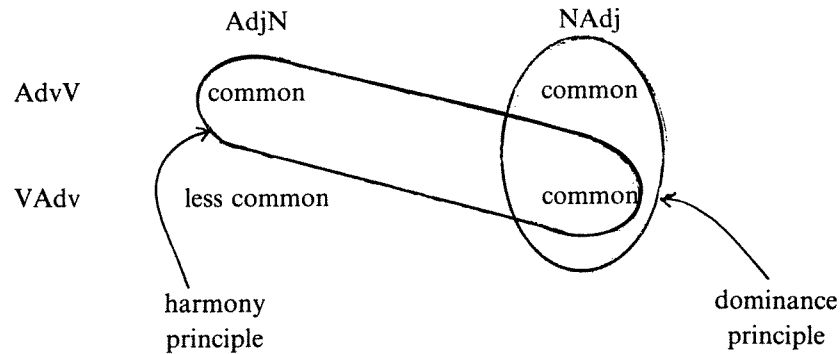 AdjN NAdj
AdvV common common
VAdv less common common
harmony dominance
principle principle